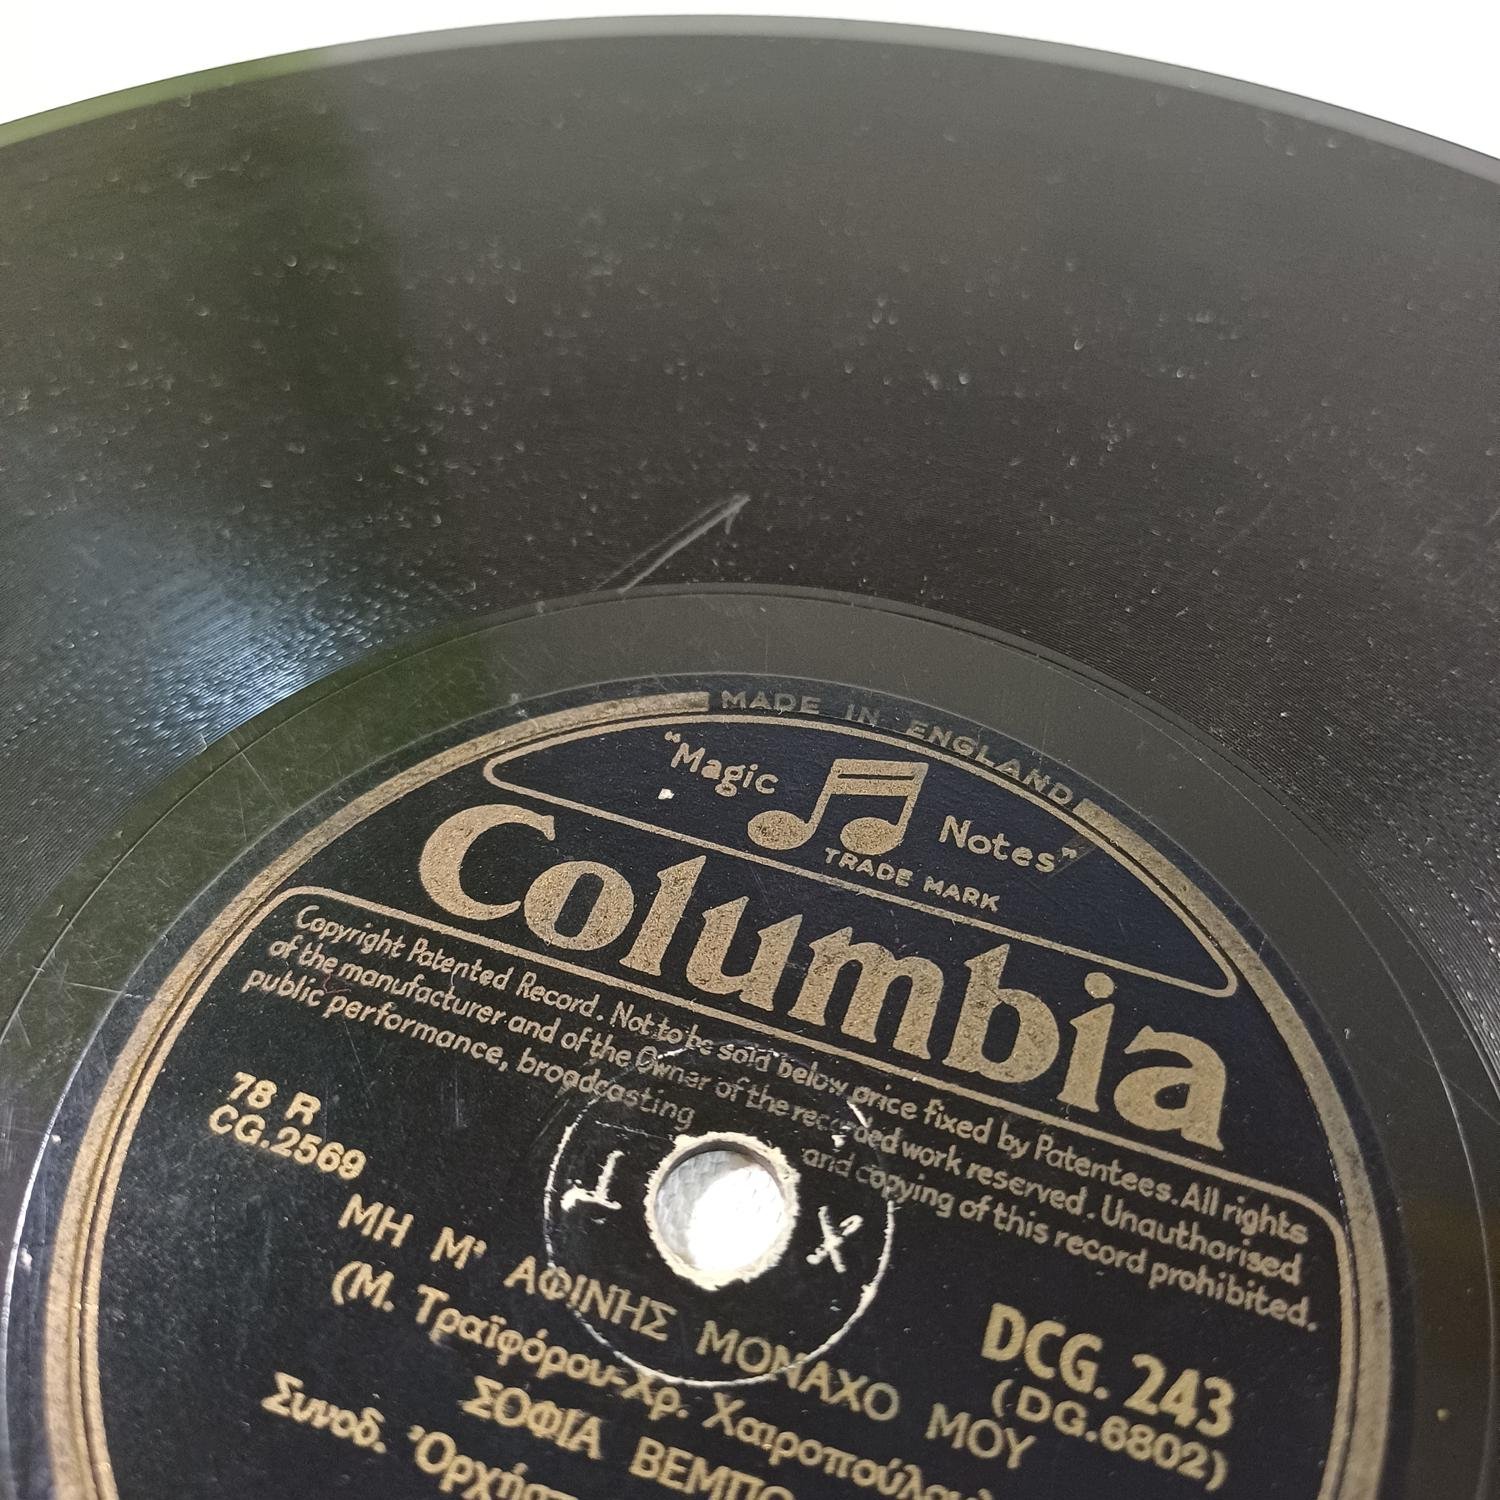 MADE IN ENGLAND
"Magic Notes"
TRADE MARK
Columbia
Copyright Patented Record. Not to be sold below price fixed by Patentees. All rights
of the manufacturer and of the Owner of the recorded work reserved. Unauthorised
public performance, broadcasting and copying of this record prohibited.
78 R
CG.2569
DCG. 243
(DG.6802)
ΜΗ Μ' ΑΦΙΝΗΣ ΜΟΝΑΧΟ ΜΟΥ
(Μ. Τραϊφόρου-Χρ. Χαιροπούλου)
ΣΟΦΙΑ ΒΕΜΠΟ
Συνοδ.